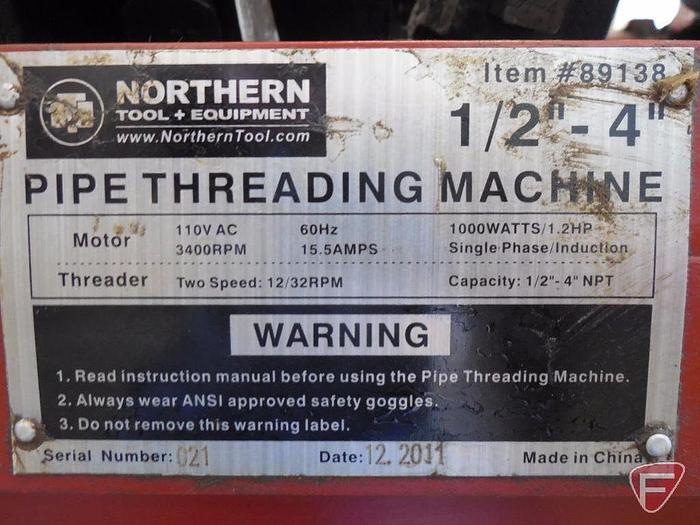 NORTHERN
TOOL + EQUIPMENT
www.NorthernTool.com
Item #89138
1/2"- 4"
PIPE THREADING MACHINE
Motor
110V AC 60Hz 1000WATTS/1.2HP
3400RPM 15.5AMPS Single Phase/Induction
Threader Two Speed: 12/32RPM Capacity: 1/2"- 4" NPT
WARNING
1. Read instruction manual before using the Pipe Threading Machine.
2. Always wear ANSI approved safety goggles.
3. Do not remove this warning label.
Serial Number: 021 Date: 12.2011 Made in China
F